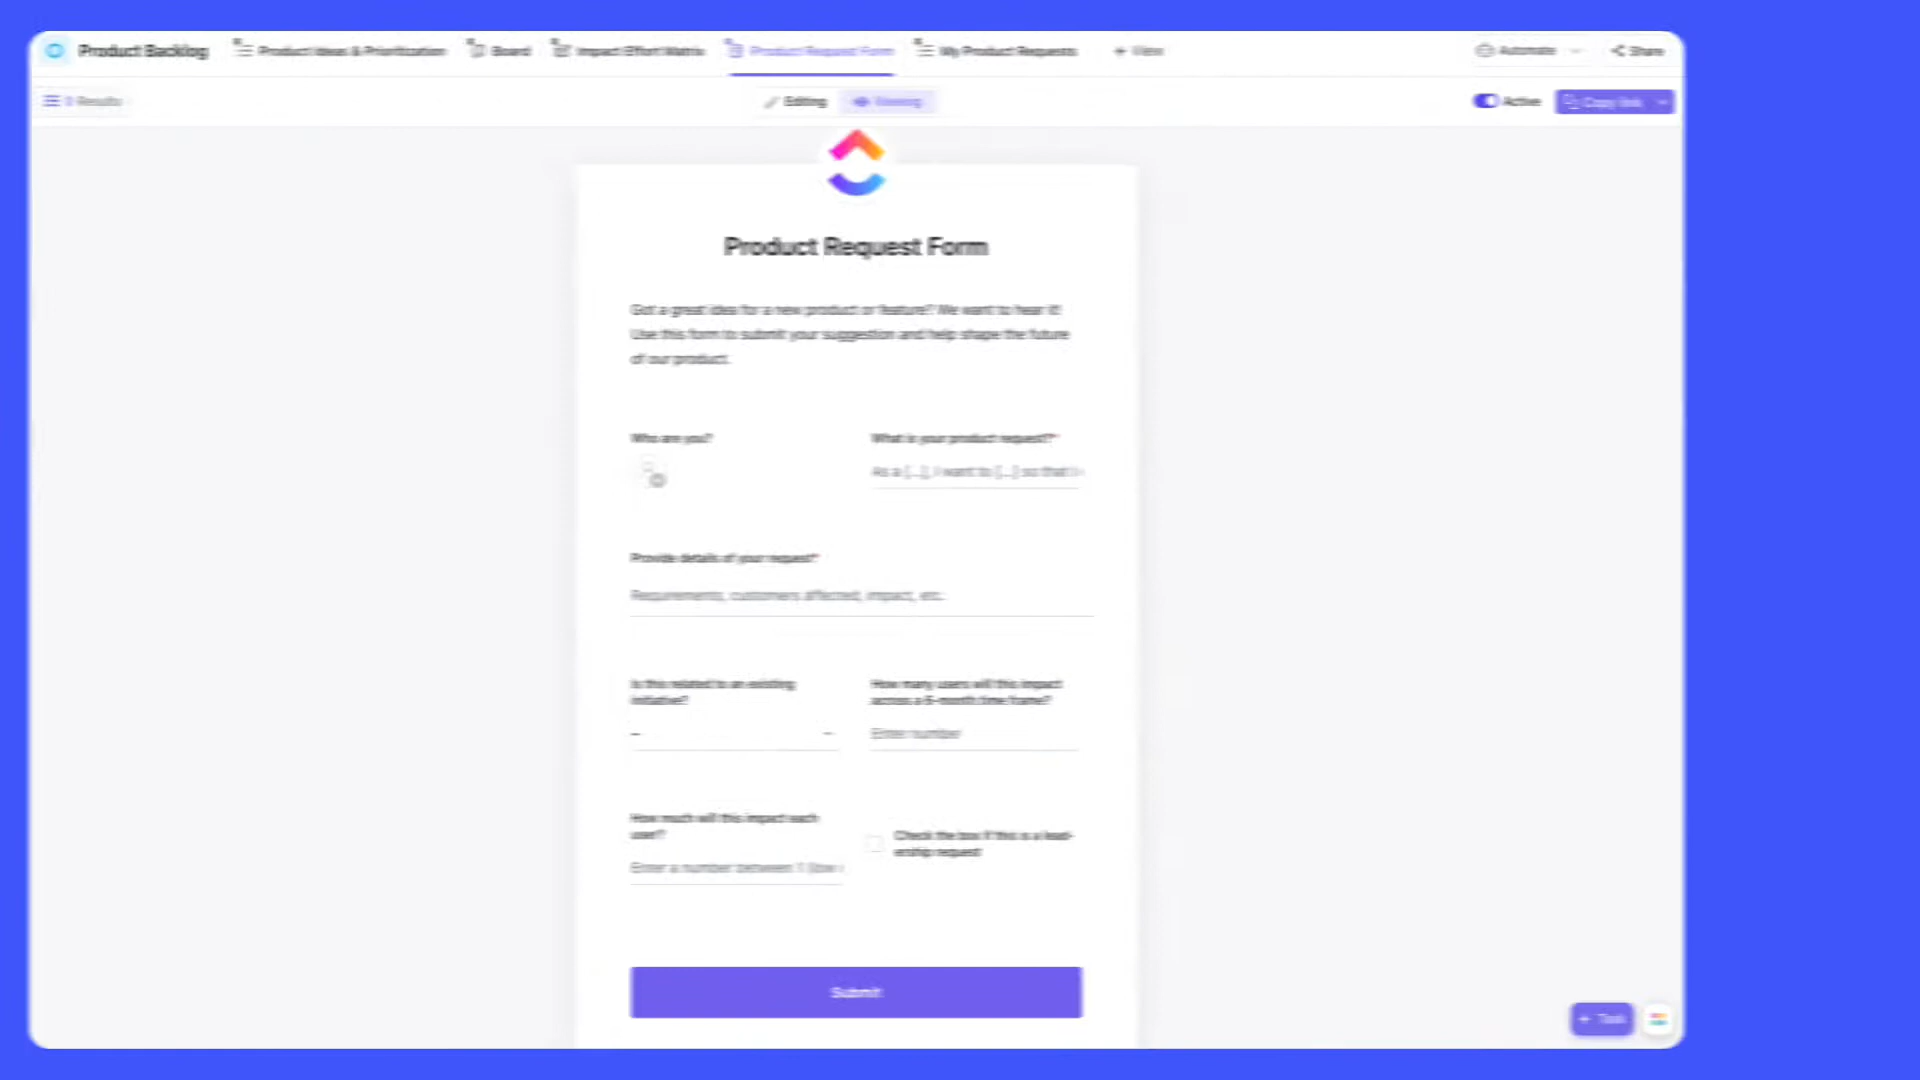 Product Backlog
Product Ideas & Prioritization
Board
Impact Effort Matrix
Product Request Form
My Product Requests
+ View
Automate
Share
Results
Editing
Viewing
Active
Copy link
Product Request Form
Got a great idea for a new product or feature? We want to hear it!
Use this form to submit your suggestion and help shape the future
of our product.
Who are you?
What is your product request?*
As a [...], I want to [...] so that I
Provide details of your request*
Requirements, customers affected, impact, etc.
Is this related to an existing
initiative?
How many users will this impact
across a 6-month time frame?
–
Enter number
How much will this impact each
user?
Check the box if this is a lead-
ership request
Enter a number between 1 (low
Submit
+ Task